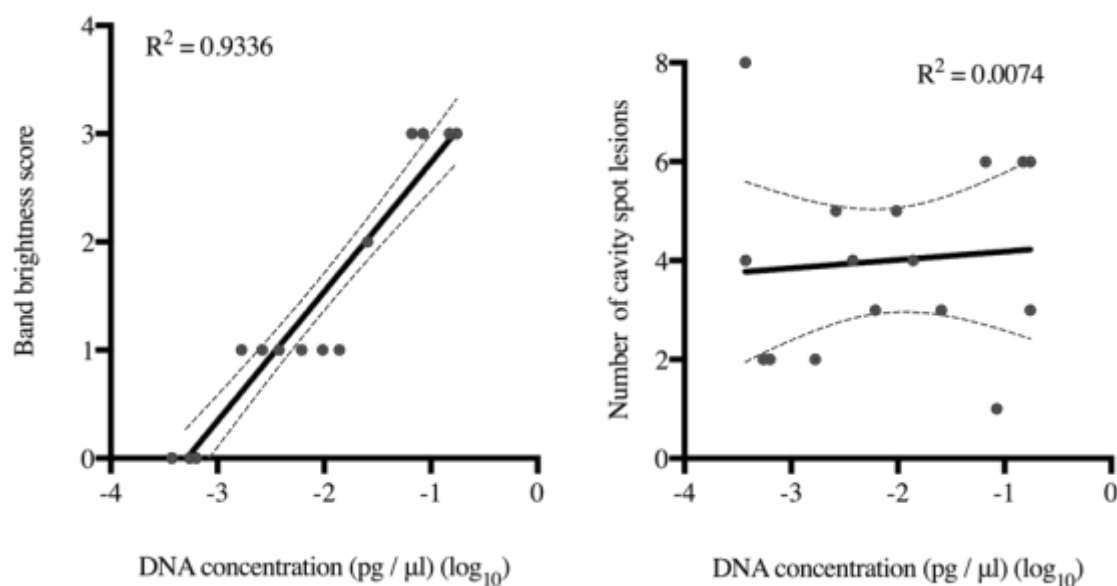 R² = 0.9336
Band brightness score
4
3
2
1
0
-4 -3 -2 -1 0
DNA concentration (pg / µl) (log₁₀)
R² = 0.0074
Number of cavity spot lesions
8
6
4
2
0
-4 -3 -2 -1 0
DNA concentration (pg / µl) (log₁₀)